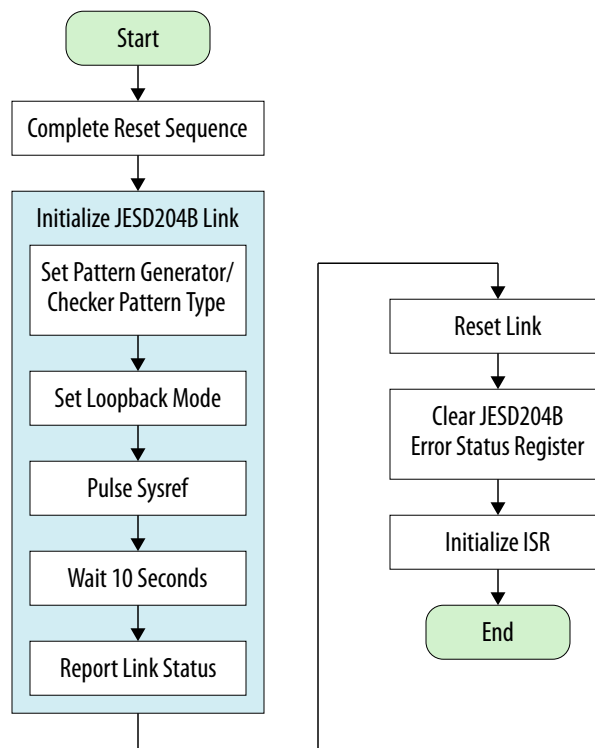 Start
Complete Reset Sequence
Initialize JESD204B Link
Set Pattern Generator/
Checker Pattern Type
Set Loopback Mode
Pulse Sysref
Wait 10 Seconds
Report Link Status
Reset Link
Clear JESD204B
Error Status Register
Initialize ISR
End